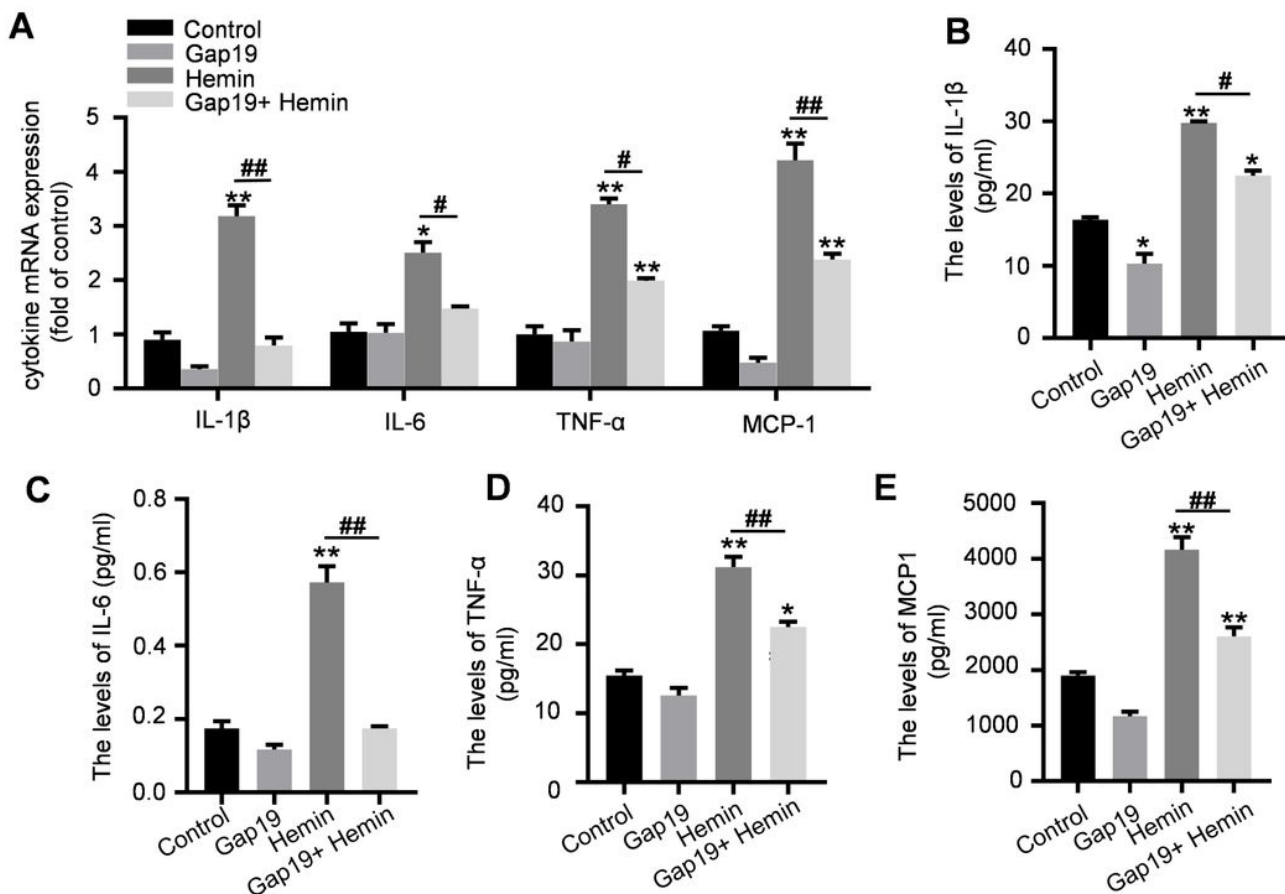 A
Control
Gap19
Hemin
Gap19+ Hemin
cytokine mRNA expression
(fold of control)
5
4
3
2
1
0
##
**
#
*
#
**
**
##
**
**
IL-1β
IL-6
TNF-α
MCP-1
B
The levels of IL-1β
(pg/ml)
40
30
20
10
0
#
**
*
*
Control
Gap19
Hemin
Gap19+ Hemin
C
The levels of IL-6 (pg/ml)
0.8
0.6
0.4
0.2
0.0
##
**
Control
Gap19
Hemin
Gap19+ Hemin
D
The levels of TNF-α
(pg/ml)
40
30
20
10
0
##
**
*
Control
Gap19
Hemin
Gap19+ Hemin
E
The levels of MCP1
(pg/ml)
5000
4000
3000
2000
1000
0
##
**
**
Control
Gap19
Hemin
Gap19+ Hemin